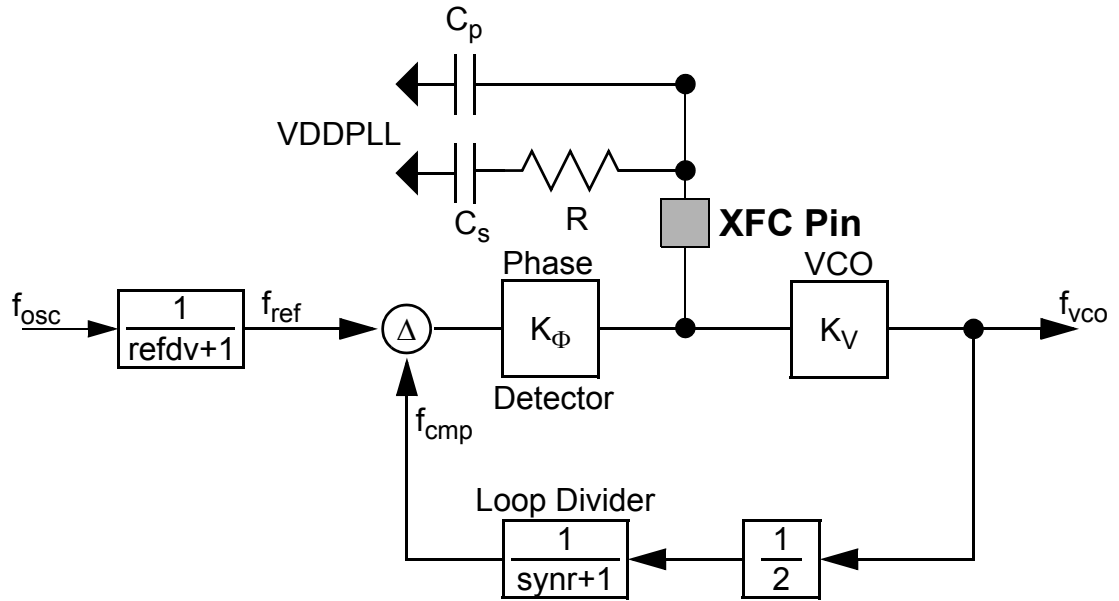 Cp
VDDPLL
Cs
R
XFC Pin
Phase
VCO
fosc
1
refdv+1
fref
Δ
KΦ
KV
fvco
Detector
fcmp
Loop Divider
1
synr+1
1
2